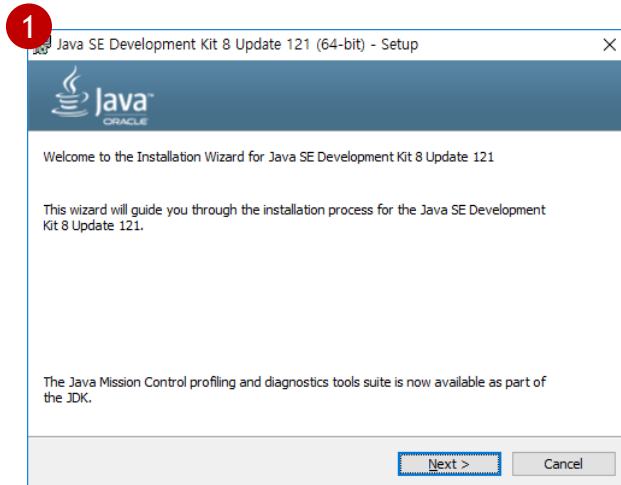 1
Java SE Development Kit 8 Update 121 (64-bit) - Setup
Java
ORACLE
Welcome to the Installation Wizard for Java SE Development Kit 8 Update 121
This wizard will guide you through the installation process for the Java SE Development
Kit 8 Update 121.
The Java Mission Control profiling and diagnostics tools suite is now available as part of
the JDK.
Next > Cancel